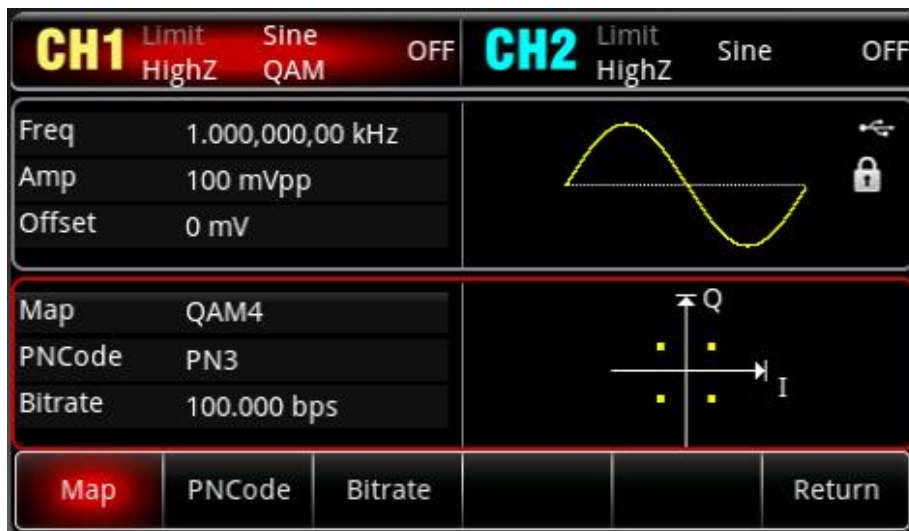 CH1 Limit Sine OFF CH2 Limit Sine OFF
HighZ QAM HighZ
Freq 1.000,000,00 kHz
Amp 100 mVpp
Offset 0 mV
Map QAM4 Q
PNCode PN3
I
Bitrate 100.000 bps
Map PNCode Bitrate Return